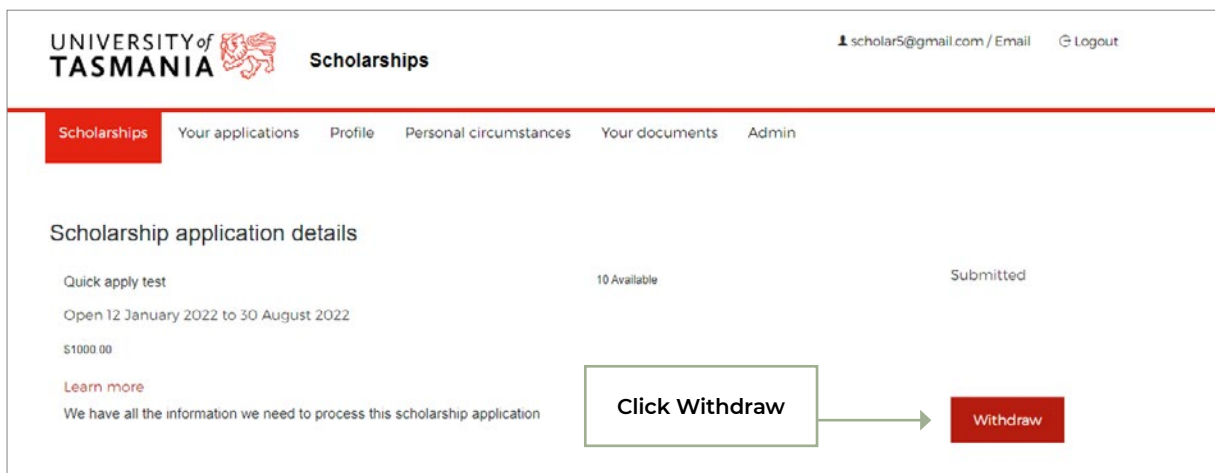 UNIVERSITY of
TASMANIA
Scholarships
scholar5@gmail.com / Email
Logout
Scholarships Your applications Profile Personal circumstances Your documents Admin
Scholarship application details
Quick apply test 10 Available Submitted
Open 12 January 2022 to 30 August 2022
$1000.00
Learn more
We have all the information we need to process this scholarship application
Click Withdraw
Withdraw